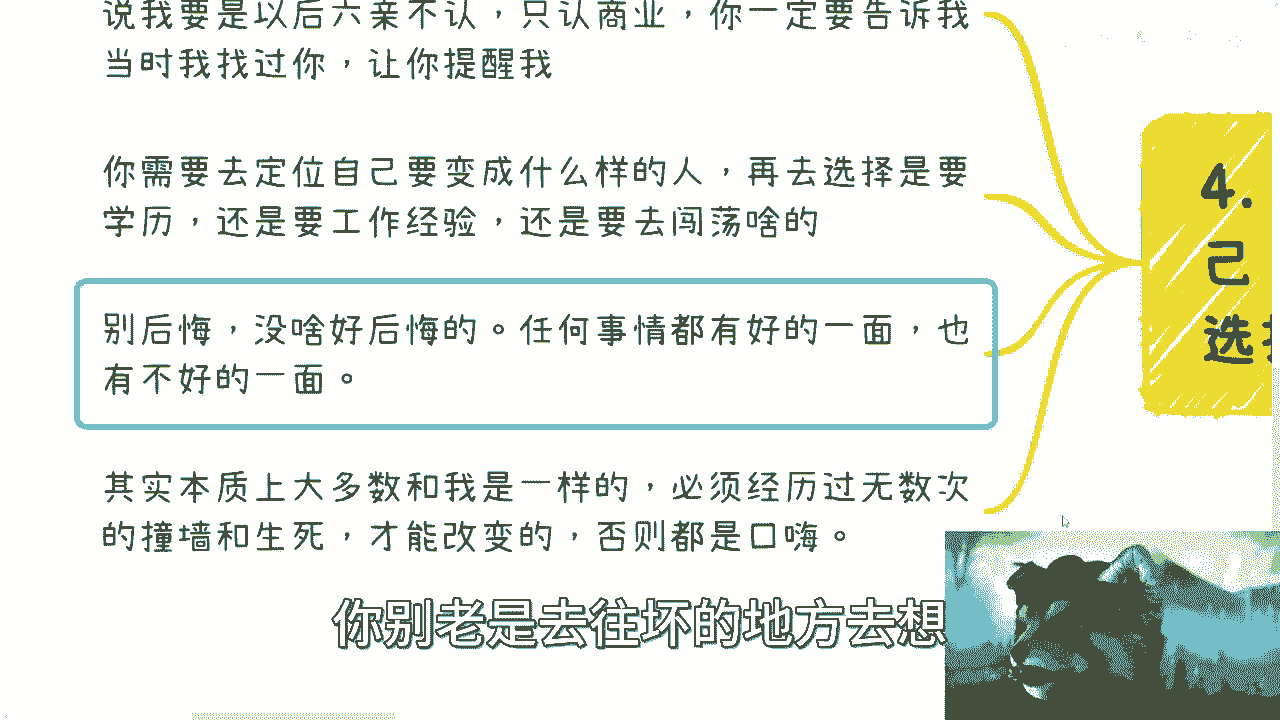 说我要是以后六亲不认，只认商业，你一定要告诉我
当时我找过你，让你提醒我
你需要去定位自己要变成什么样的人，再去选择是要
学历，还是要工作经验，还是要去闯荡啥的
别后悔，没啥好后悔的。任何事情都有好的一面，也
有不好的一面。
其实本质上大多数和我是一样的，必须经历过无数次
的撞墙和生死，才能改变的，否则都是口嗨。
4.
己
选择
你别老是去往坏的地方去想